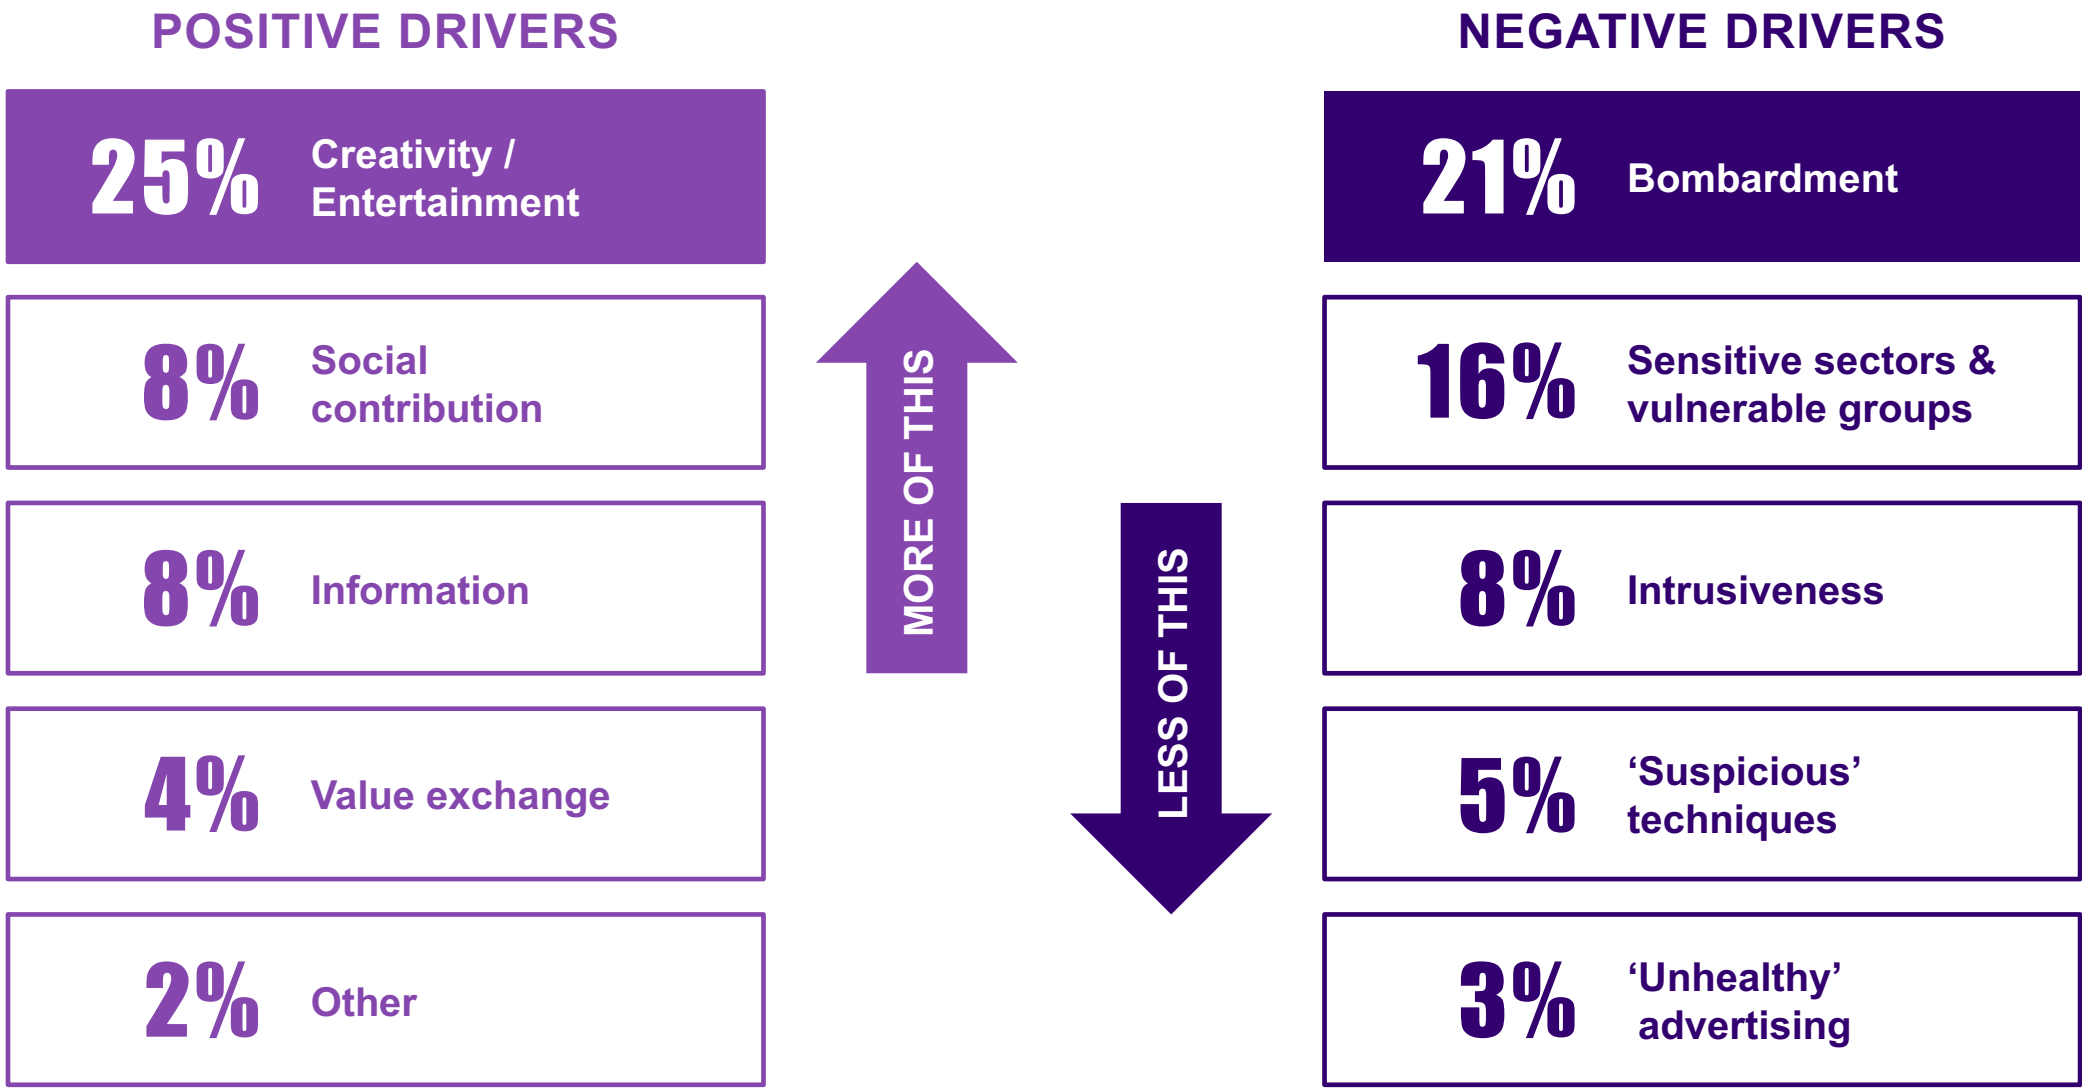 POSITIVE DRIVERS
25%
Creativity /
Entertainment
8%
Social
contribution
8%
Information
4%
Value exchange
2%
Other
MORE OF THIS
LESS OF THIS
NEGATIVE DRIVERS
21%
Bombardment
16%
Sensitive sectors &
vulnerable groups
8%
Intrusiveness
5%
‘Suspicious’
techniques
3%
‘Unhealthy’
advertising